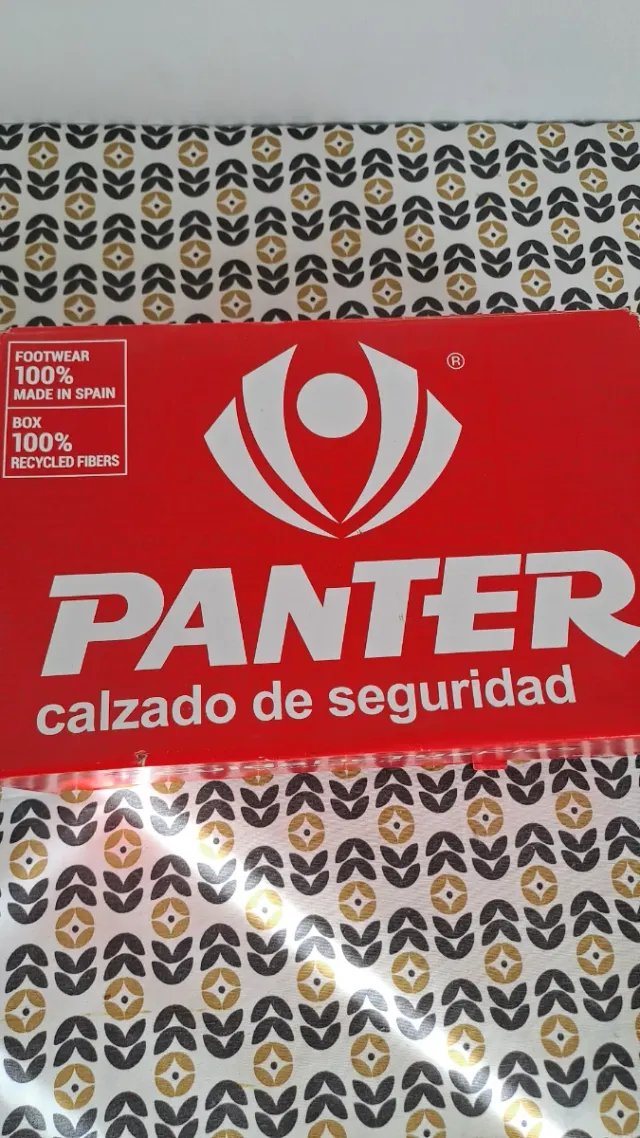 FOOTWEAR
100%
MADE IN SPAIN
BOX
100%
RECYCLED FIBERS
®
PANTER
calzado de seguridad